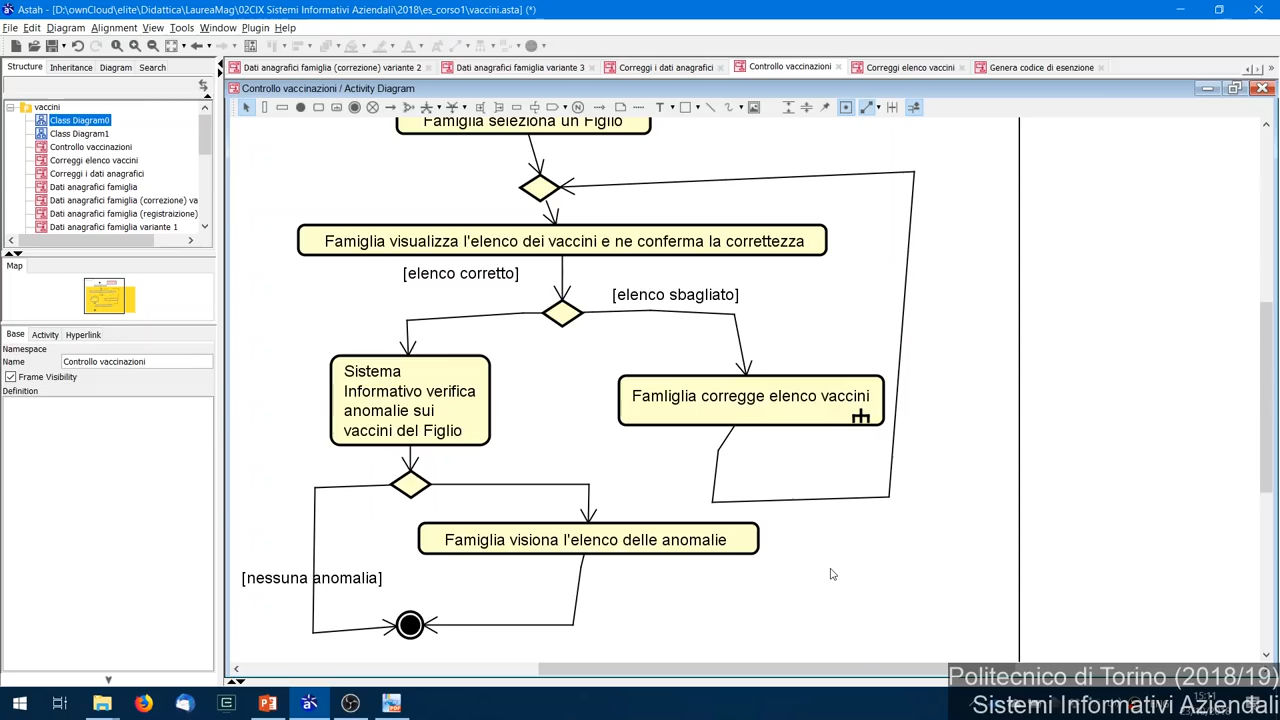 Astah - [D:\ownCloud\elite\Didattica\LaureaMag\02CIX Sistemi Informativi Aziendali\2018\es_corso1\vaccini.asta] (*)
File Edit Diagram Alignment View Tools Window Plugin Help
Structure Inheritance Diagram Search
Dati anagrafici famiglia (correzione) variante 2
Dati anagrafici famiglia variante 3
Correggi i dati anagrafici
Controllo vaccinazioni
Correggi elenco vaccini
Genera codice di esenzione
Controllo vaccinazioni / Activity Diagram
vaccini
Class Diagram0
Class Diagram1
Controllo vaccinazioni
Correggi elenco vaccini
Correggi i dati anagrafici
Dati anagrafici famiglia
Dati anagrafici famiglia (correzione) va
Dati anagrafici famiglia (registraizione)
Dati anagrafici famiglia variante 1
Map
Base Activity Hyperlink
Namespace
Name Controllo vaccinazioni
Frame Visibility
Definition
Famiglia seleziona un Figlio
Famiglia visualizza l'elenco dei vaccini e ne conferma la correttezza
[elenco corretto]
[elenco sbagliato]
Sistema
Informativo verifica
anomalie sui
vaccini del Figlio
Famliglia corregge elenco vaccini
Famiglia visiona l'elenco delle anomalie
[nessuna anomalia]
Politecnico di Torino (2018/19)
Sistemi Informativi Aziendali
15:11